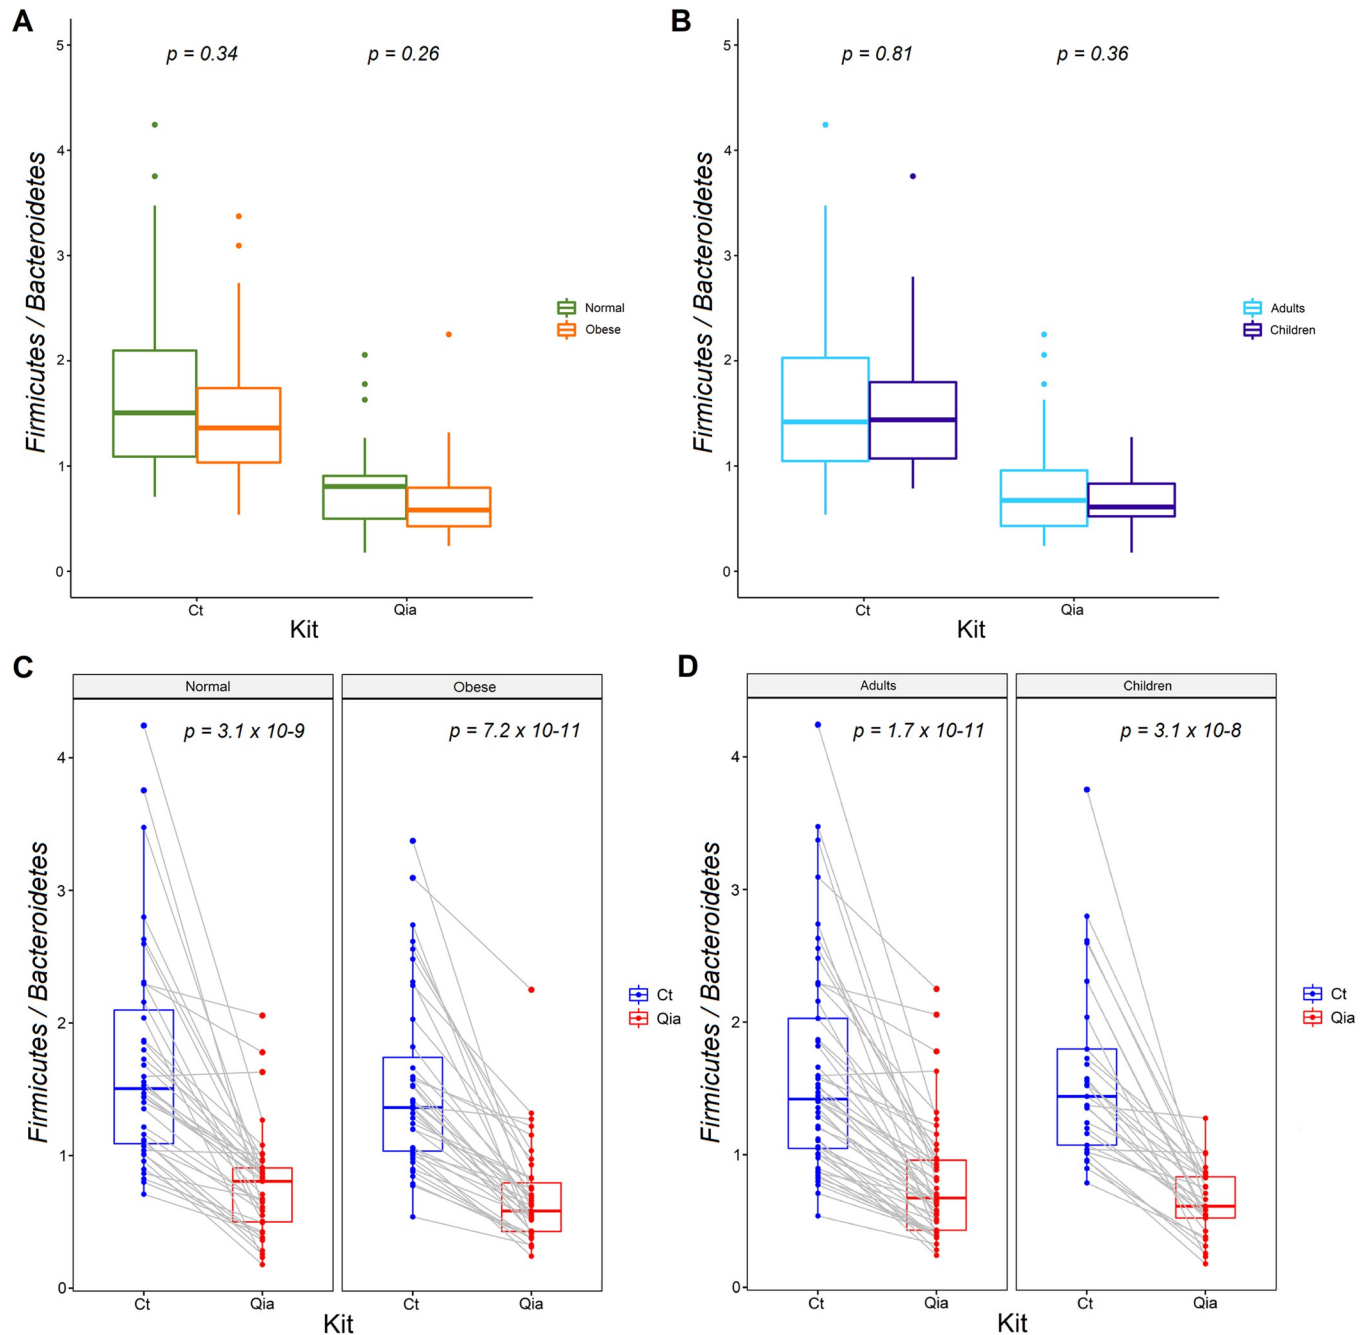 A
p = 0.34
p = 0.26
5
4
3
2
1
0
Firmicutes / Bacteroidetes
Normal
Obese
Ct
Qia
Kit
B
p = 0.81
p = 0.36
5
4
3
2
1
0
Firmicutes / Bacteroidetes
Adults
Children
Ct
Qia
Kit
C
Normal
Obese
p = 3.1 x 10-9
p = 7.2 x 10-11
4
3
2
1
0
Firmicutes / Bacteroidetes
Ct
Qia
Ct
Qia
Ct
Qia
Kit
D
Adults
Children
p = 1.7 x 10-11
p = 3.1 x 10-8
4
3
2
1
0
Firmicutes / Bacteroidetes
Ct
Qia
Ct
Qia
Ct
Qia
Kit